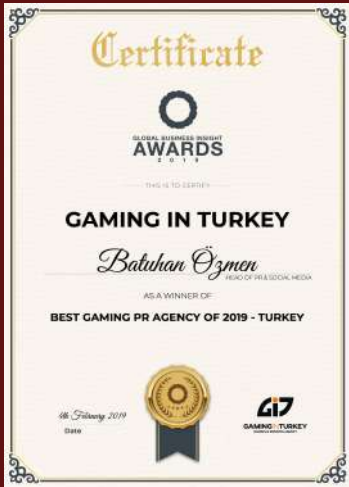 Certificate
GLOBAL BUSINESS INSIGHT
AWARDS
2019
THIS IS TO CERTIFY
GAMING IN TURKEY
Batuhan Özmen
HEAD OF PR & SOCIAL MEDIA
AS A WINNER OF
BEST GAMING PR AGENCY OF 2019 - TURKEY
4th February 2019
Date
GAMING IN TURKEY